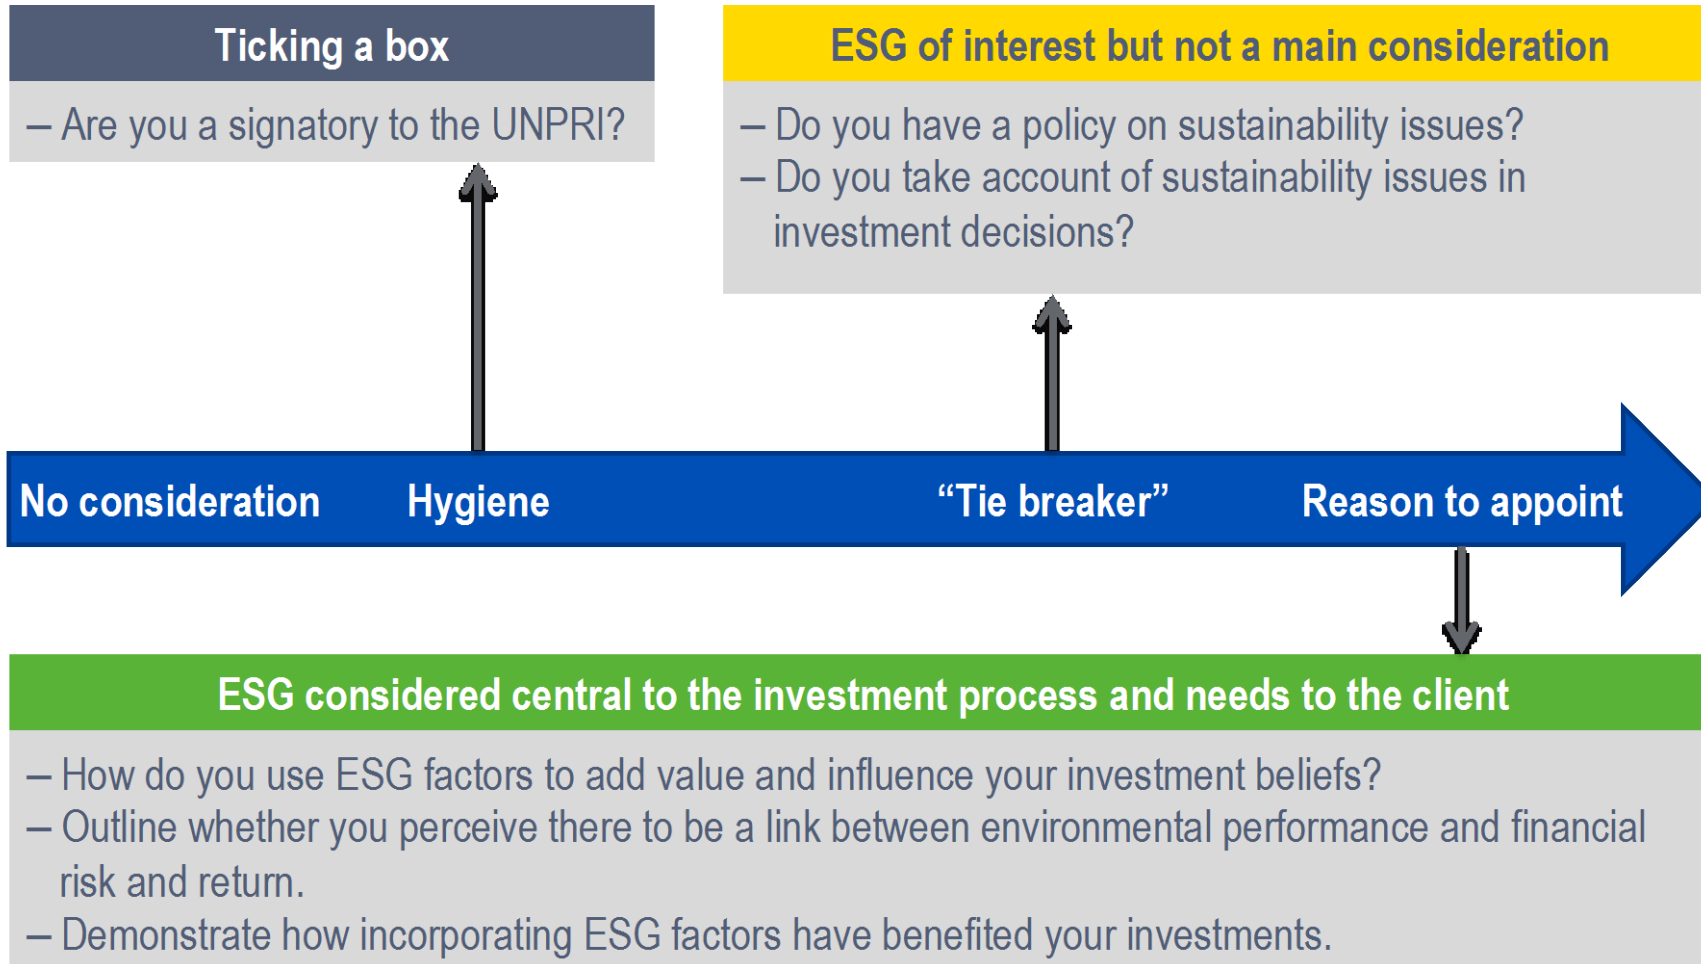 Ticking a box
– Are you a signatory to the UNPRI?
ESG of interest but not a main consideration
– Do you have a policy on sustainability issues?
– Do you take account of sustainability issues in
investment decisions?
No consideration
Hygiene
“Tie breaker”
Reason to appoint
ESG considered central to the investment process and needs to the client
– How do you use ESG factors to add value and influence your investment beliefs?
– Outline whether you perceive there to be a link between environmental performance and financial
risk and return.
– Demonstrate how incorporating ESG factors have benefited your investments.